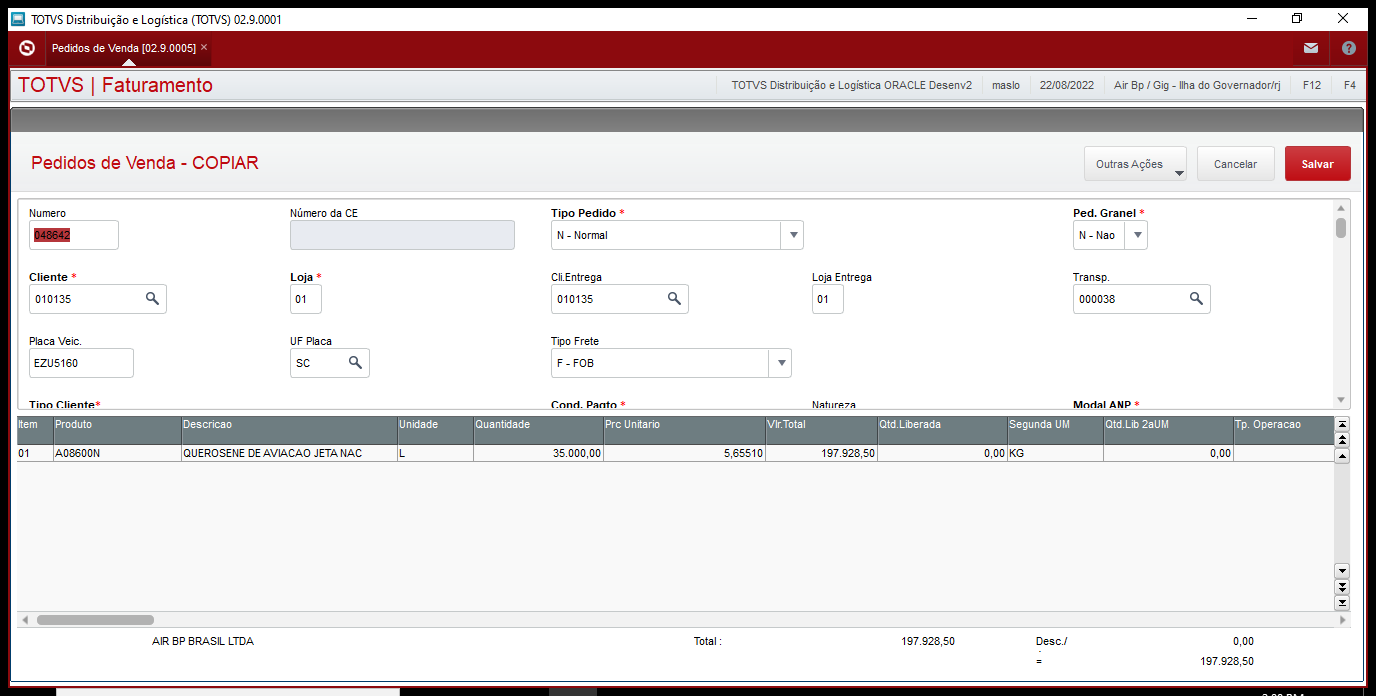 TOTVS Distribuição e Logística (TOTVS) 02.9.0001
Pedidos de Venda [02.9.0005] ×
TOTVS | Faturamento
TOTVS Distribuição e Logística ORACLE Desenv2 maslo 22/08/2022 Air Bp / Gig - Ilha do Governador/rj F12 F4
Pedidos de Venda - COPIAR
Outras Ações Cancelar Salvar
Numero Número da CE Tipo Pedido * Ped. Granel *
048642 N - Normal N - Nao
Cliente * Loja * Cli.Entrega Loja Entrega Transp.
010135 01 010135 01 000038
Placa Veic. UF Placa Tipo Frete
EZU5160 SC F - FOB
Tipo Cliente* Cond. Pagto * Natureza Modal ANP *
Item Produto Descricao Unidade Quantidade Prc Unitario Vlr.Total Qtd.Liberada Segunda UM Qtd.Lib 2aUM Tp. Operacao
01 A08600N QUEROSENE DE AVIACAO JETA NAC L 35.000,00 5,65510 197.928,50 0,00 KG 0,00
AIR BP BRASIL LTDA Total : 197.928,50 Desc./ 0,00
= 197.928,50